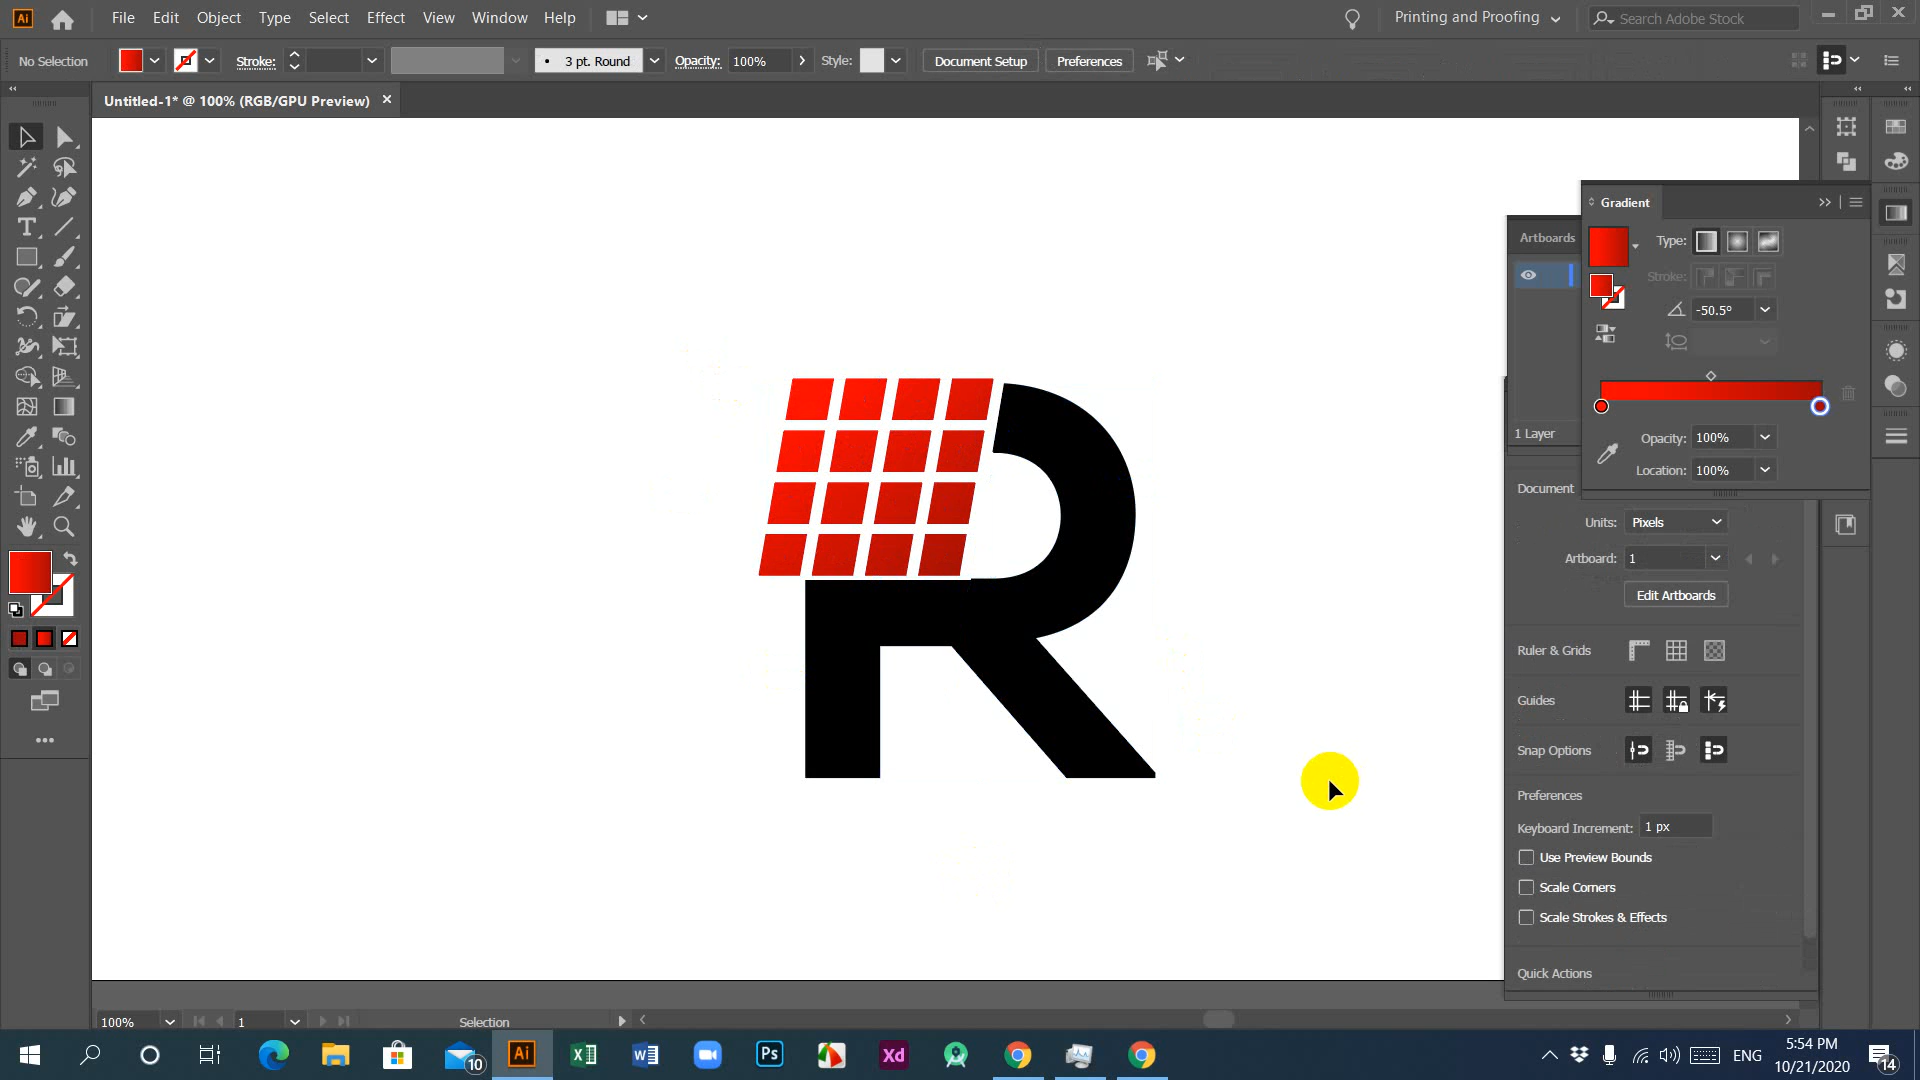 Ai File Edit Object Type Select Effect View Window Help Printing and Proofing Search Adobe Stock
No Selection Stroke: 3 pt. Round Opacity: 100% Style: Document Setup Preferences
Untitled-1* @ 100% (RGB/GPU Preview)
Gradient
Type:
Artboards
Stroke:
-50.5°
1 Layer
Opacity: 100%
Location: 100%
Document
Units: Pixels
Artboard: 1
Edit Artboards
Ruler & Grids
Guides
Snap Options
Preferences
Keyboard Increment: 1 px
Use Preview Bounds
Scale Corners
Scale Strokes & Effects
Quick Actions
R
100% 1 Selection
10 Ai Ps Xd ENG 5:54 PM
10/21/2020 14